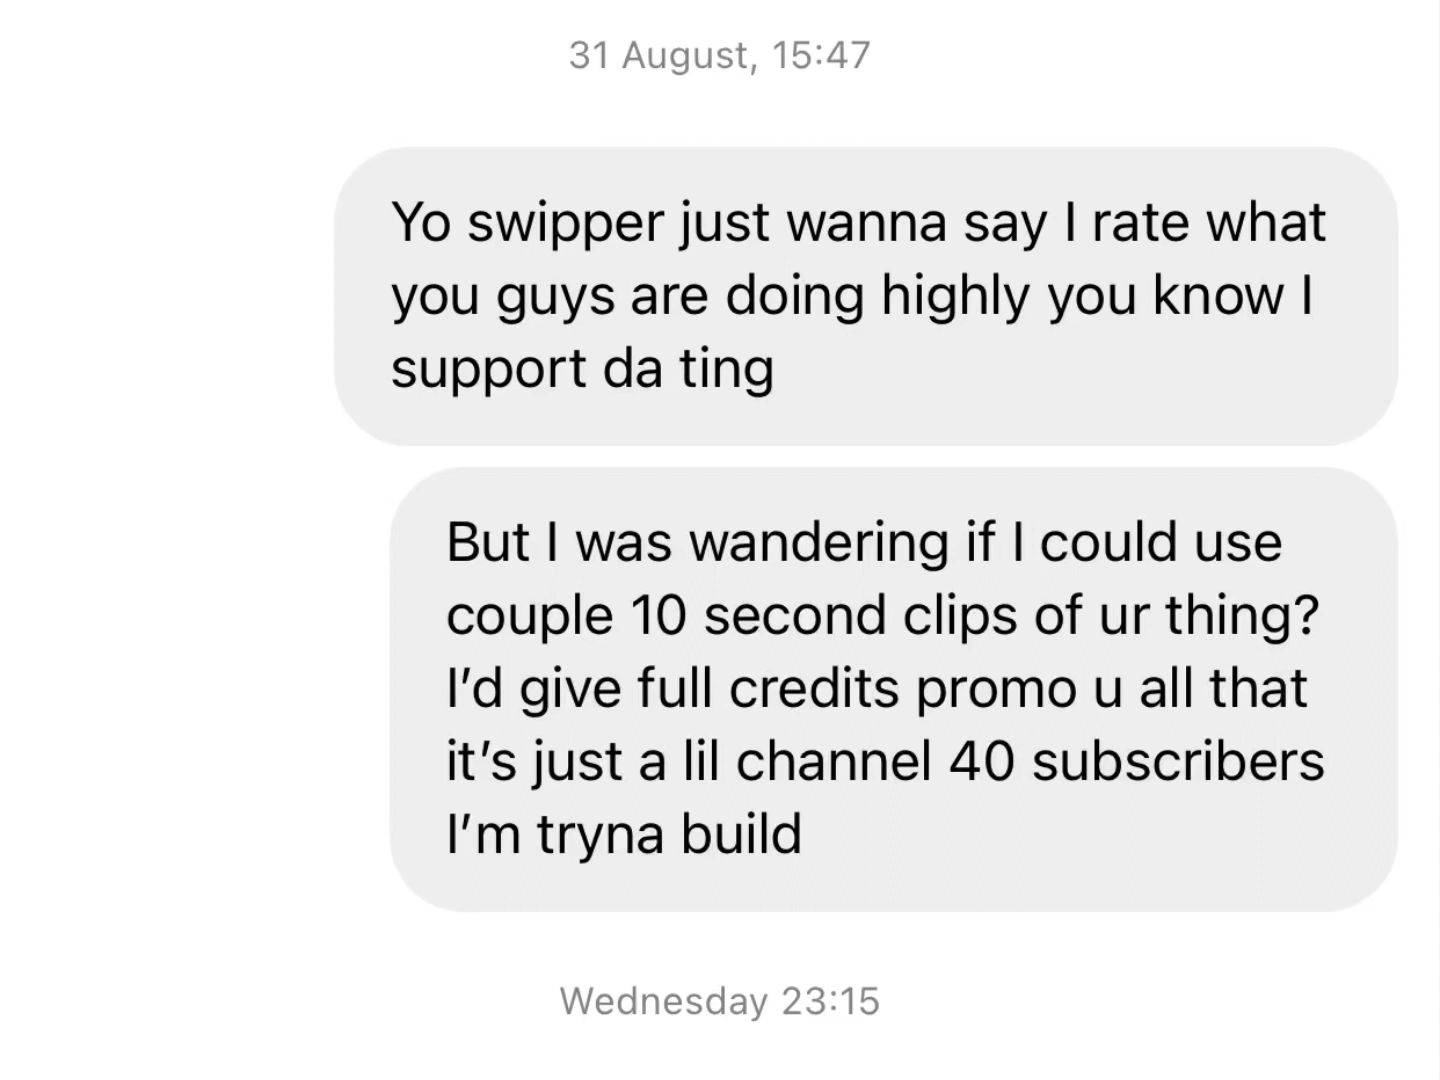 31 August, 15:47
Yo swipper just wanna say I rate what
you guys are doing highly you know I
support da ting
But I was wandering if I could use
couple 10 second clips of ur thing?
I’d give full credits promo u all that
it’s just a lil channel 40 subscribers
I’m tryna build
Wednesday 23:15